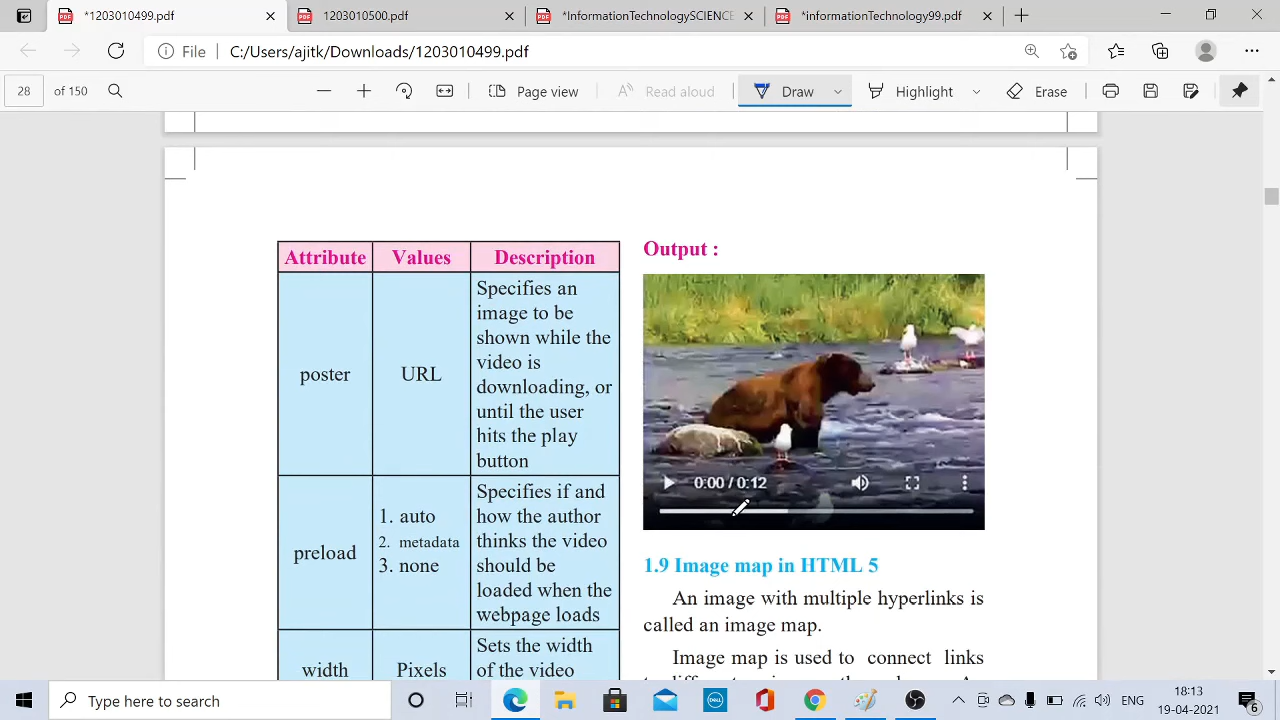 *1203010499.pdf
*1203010499.pdf
*1203010499.pdf
*1203010499.pdf
File
C:/Users/ajitk/Downloads/1203010499.pdf
28 of 150
Page view
Read aloud
Draw
Highlight
Erase
Attribute Values Description
poster
URL
Specifies an
image to be
shown while the
video is
downloading, or
until the user
hits the play
button
preload
1. auto
2. metadata
3. none
Specifies if and
how the author
thinks the video
should be
loaded when the
webpage loads
width
Pixels
Sets the width
of the video
Output :
0:00 / 0:12
1.9 Image map in HTML 5
An image with multiple hyperlinks is
called an image map.
Image map is used to connect links
Type here to search
DELL
ENG
18:13
19-04-2021
6